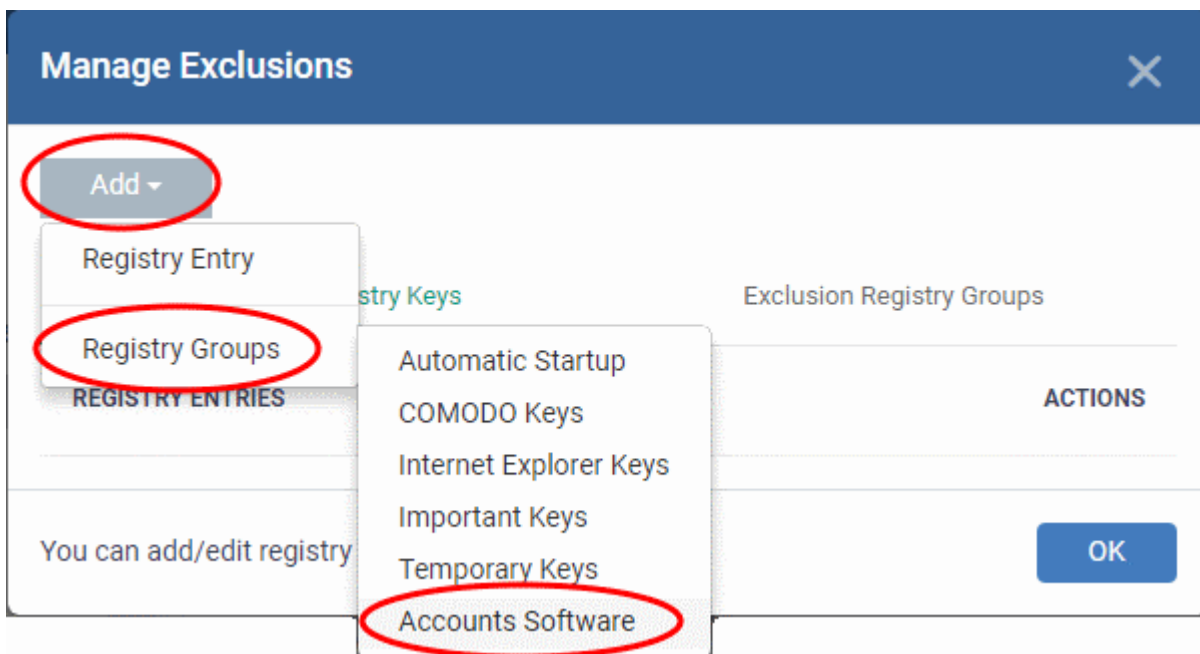 Manage Exclusions
Add
Registry Entry
stry Keys
Exclusion Registry Groups
Registry Groups
Automatic Startup
REGISTRY ENTRIES
ACTIONS
COMODO Keys
Internet Explorer Keys
Important Keys
You can add/edit registry
OK
Temporary Keys
Accounts Software